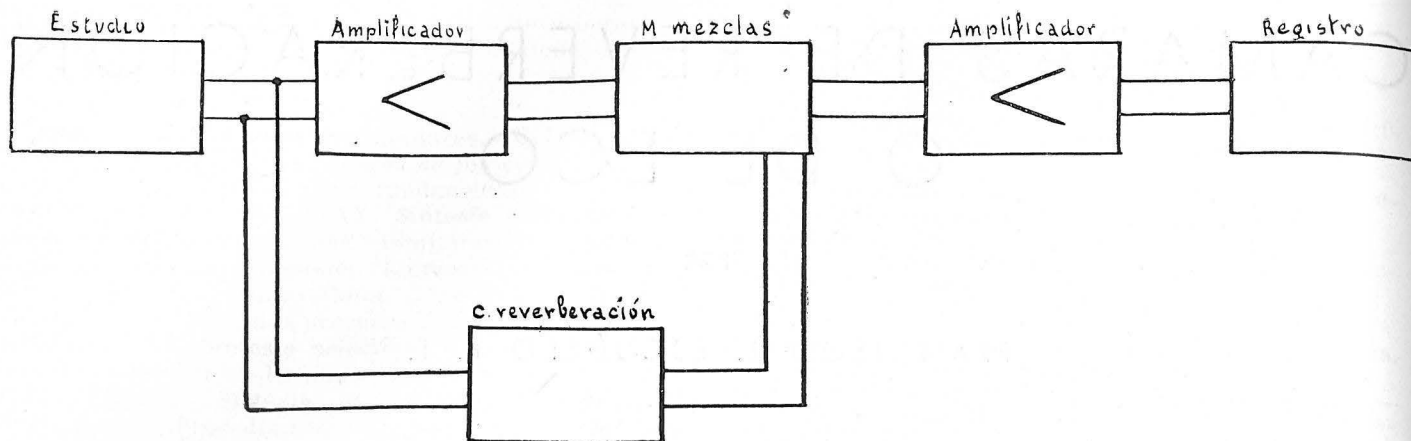 Estudio
Amplificador
M mezclas
Amplificador
Registro
C. reverberación